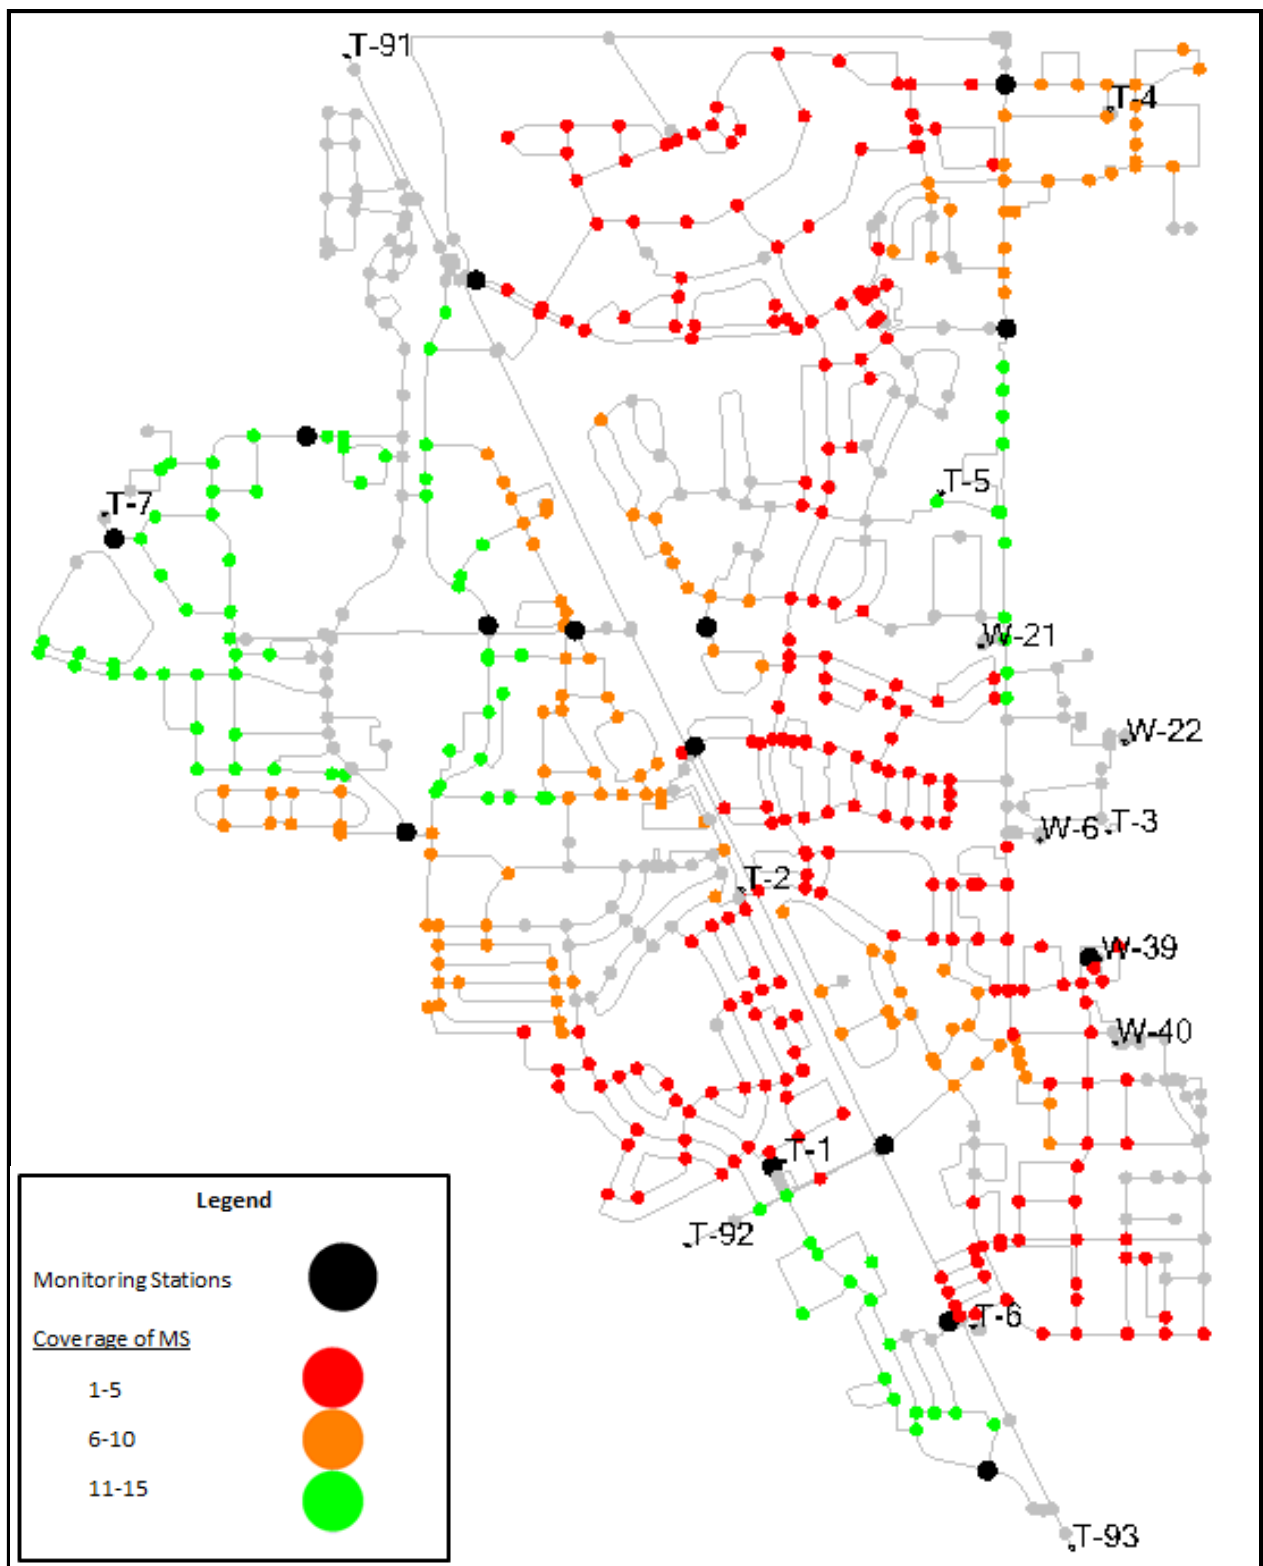 T-91
T-4
T-5
T-7
W-21
W-22
W-6
T-3
T-2
W-39
W-40
T-1
T-92
T-6
T-93
Legend
Monitoring Stations
Coverage of MS
1-5
6-10
11-15